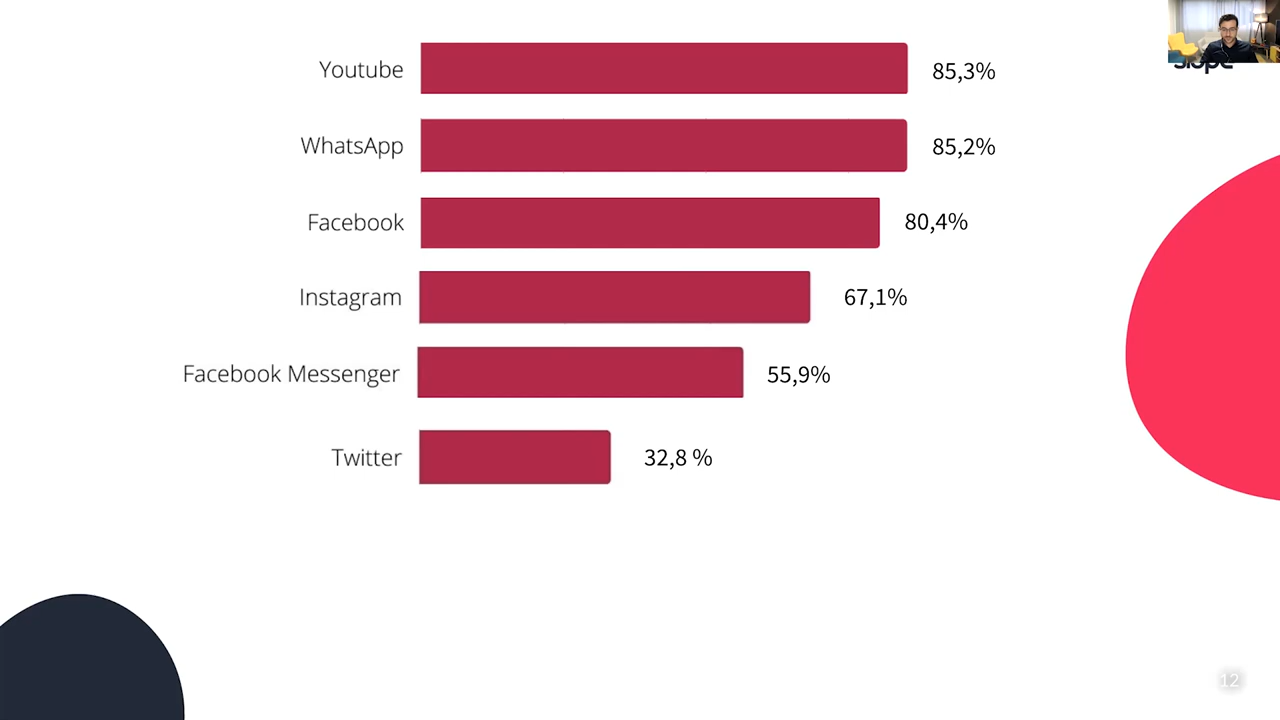 Youtube 85,3%
WhatsApp 85,2%
Facebook 80,4%
Instagram 67,1%
Facebook Messenger 55,9%
Twitter 32,8 %
12